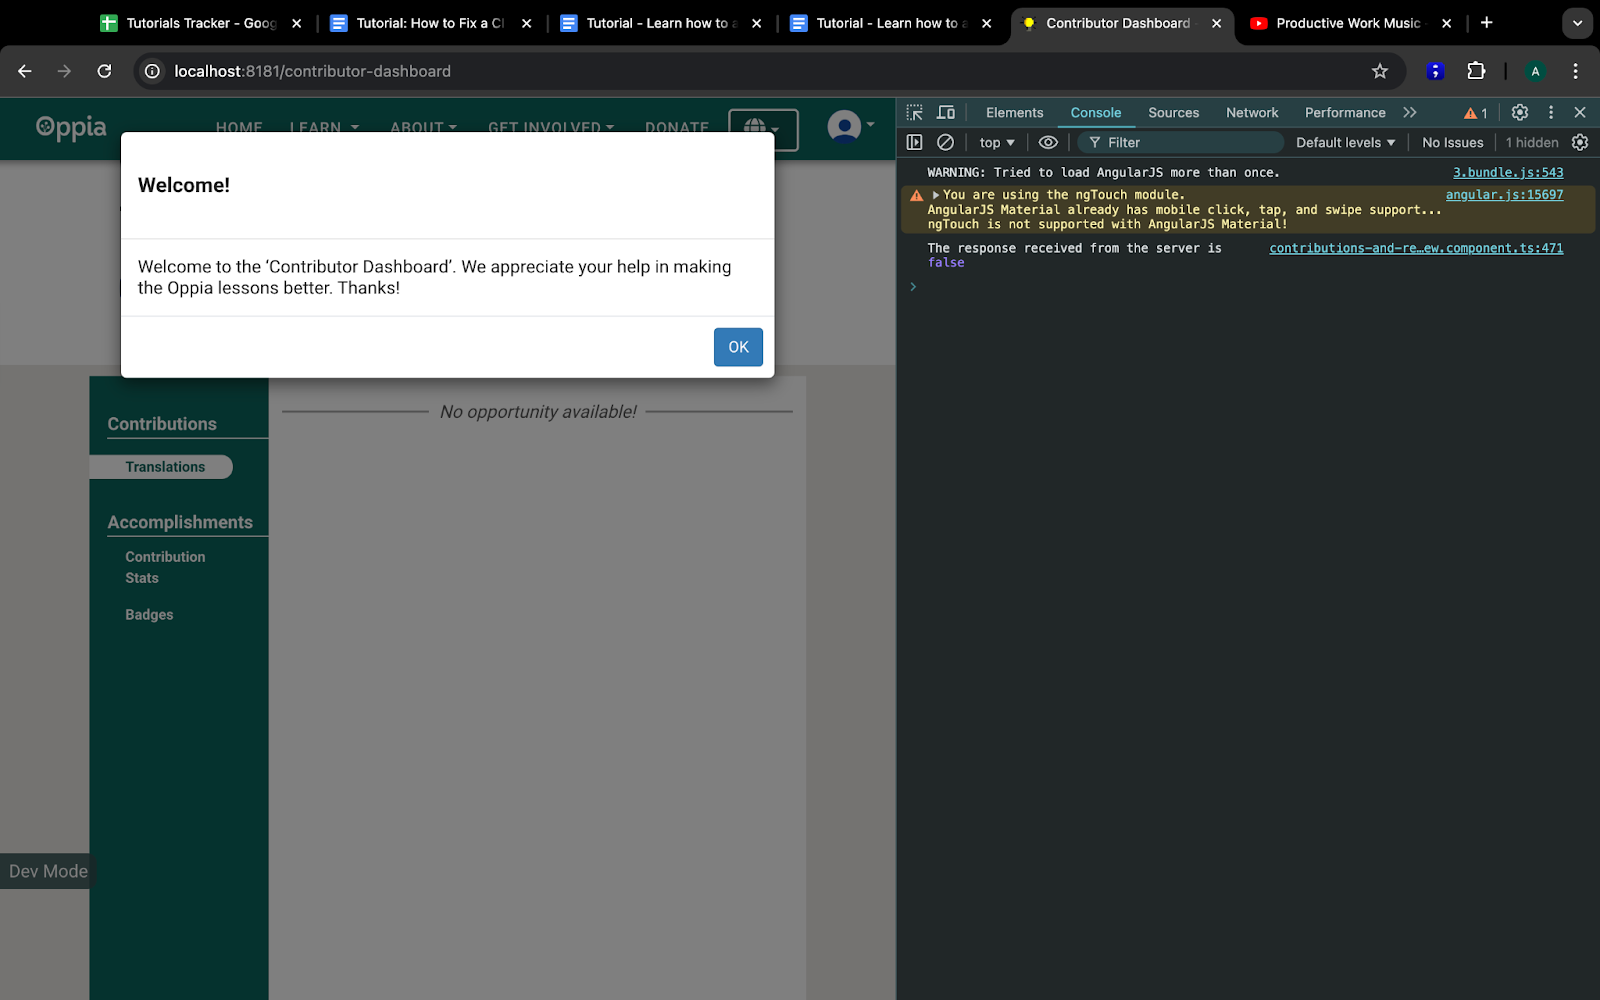 Tutorials Tracker - Goog
Tutorial: How to Fix a Cl
Tutorial - Learn how to a
Tutorial - Learn how to a
Contributor Dashboard
Productive Work Music
localhost:8181/contributor-dashboard
A
Oppia
HOME
LEARN
ABOUT
GET INVOLVED
DONATE
Welcome!
Welcome to the ‘Contributor Dashboard’. We appreciate your help in making
the Oppia lessons better. Thanks!
OK
Contributions
Translations
Accomplishments
Contribution
Stats
Badges
No opportunity available!
Dev Mode
Elements
Console
Sources
Network
Performance
1
top
Filter
Default levels
No Issues
1 hidden
WARNING: Tried to load AngularJS more than once. 3.bundle.js:543
You are using the ngTouch module. angular.js:15697
AngularJS Material already has mobile click, tap, and swipe support...
ngTouch is not supported with AngularJS Material!
The response received from the server is contributions-and-re…ew.component.ts:471
false